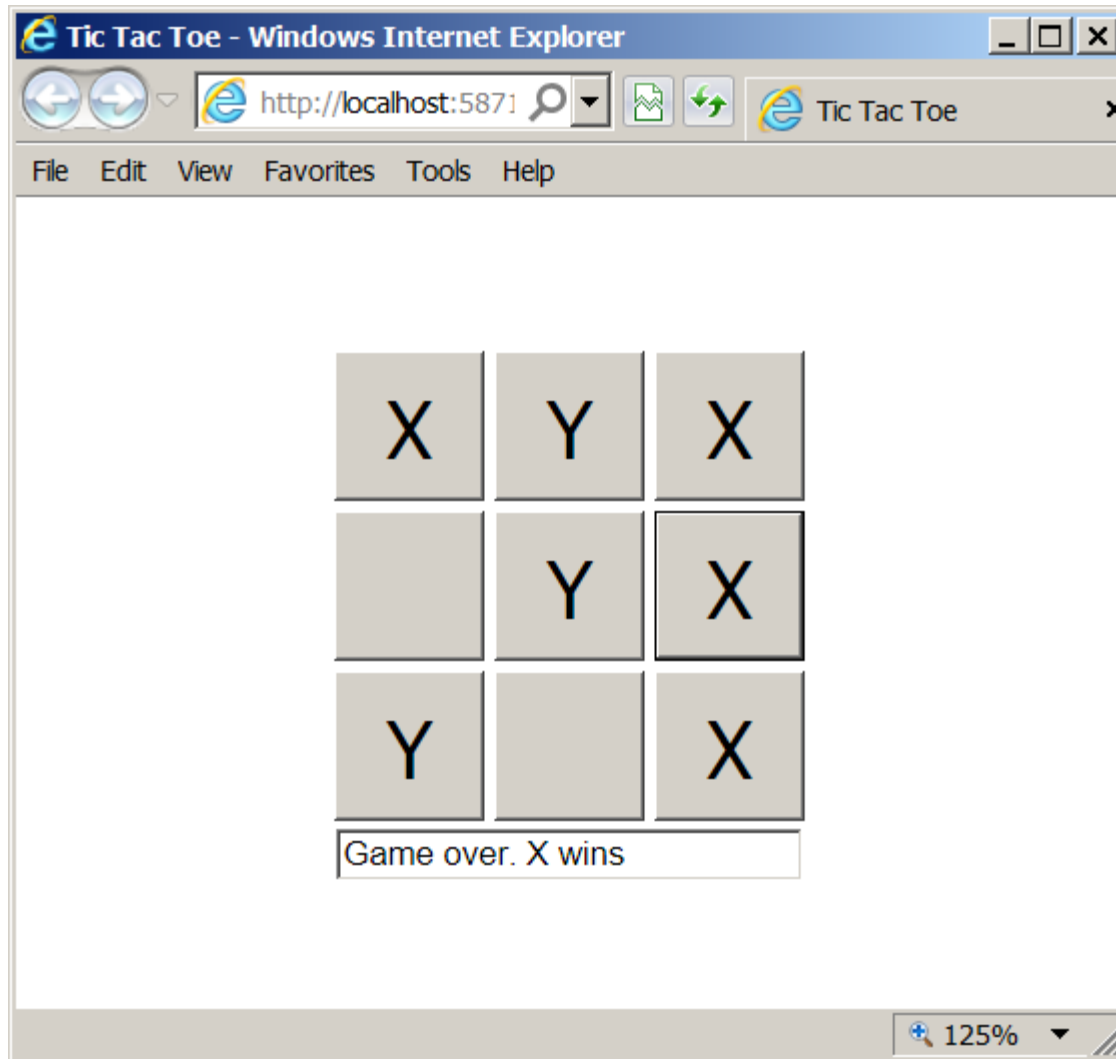 Tic Tac Toe - Windows Internet Explorer
http://localhost:5871 Tic Tac Toe
File Edit View Favorites Tools Help
X Y X
Y X
Y X
Game over. X wins
125%